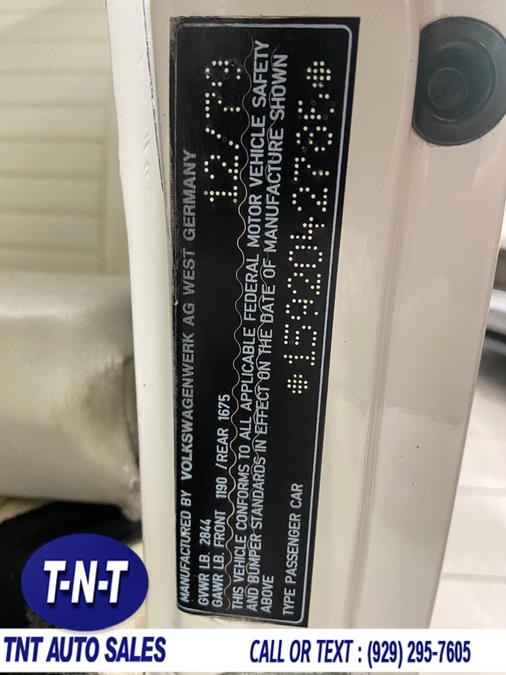 MANUFACTURED BY VOLKSWAGENWERK AG WEST GERMANY
GVWR LB. 2844 12/79
GAWR LB. FRONT 1190 / REAR 1675
THIS VEHICLE CONFORMS TO ALL APPLICABLE FEDERAL MOTOR VEHICLE SAFETY
AND BUMPER STANDARDS IN EFFECT ON THE DATE OF MANUFACTURE SHOWN
ABOVE
TYPE PASSENGER CAR *1592042785*
T-N-T
TNT AUTO SALES CALL OR TEXT : (929) 295-7605